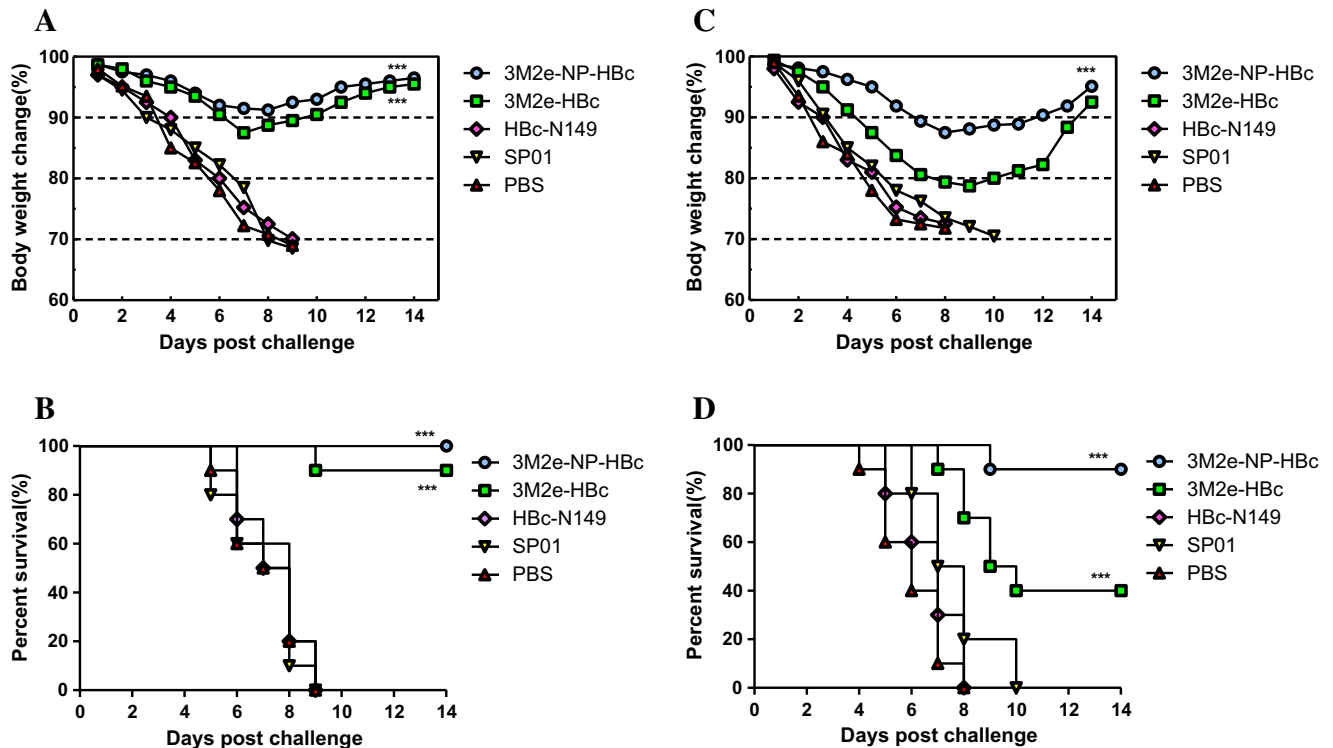 A
Body weight change(%)
100
90
80
70
60
0 2 4 6 8 10 12 14
Days post challenge
***
***
3M2e-NP-HBc
3M2e-HBc
HBc-N149
SP01
PBS
C
Body weight change(%)
100
90
80
70
60
0 2 4 6 8 10 12 14
Days post challenge
***
3M2e-NP-HBc
3M2e-HBc
HBc-N149
SP01
PBS
B
Percent survival(%)
100
80
60
40
20
0
0 2 4 6 8 10 12 14
Days post challenge
***
***
3M2e-NP-HBc
3M2e-HBc
HBc-N149
SP01
PBS
D
Percent survival(%)
100
80
60
40
20
0
0 2 4 6 8 10 12 14
Days post challenge
***
***
3M2e-NP-HBc
3M2e-HBc
HBc-N149
SP01
PBS